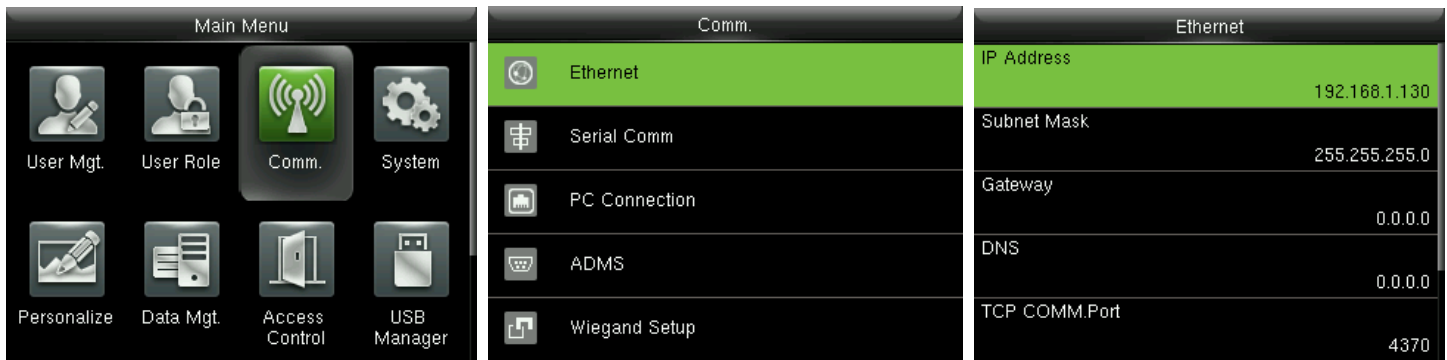 Main Menu
User Mgt.
User Role
Comm.
System
Personalize
Data Mgt.
Access
Control
USB
Manager
Comm.
Ethernet
Serial Comm
PC Connection
ADMS
Wiegand Setup
Ethernet
IP Address
192.168.1.130
Subnet Mask
255.255.255.0
Gateway
0.0.0.0
DNS
0.0.0.0
TCP COMM.Port
4370